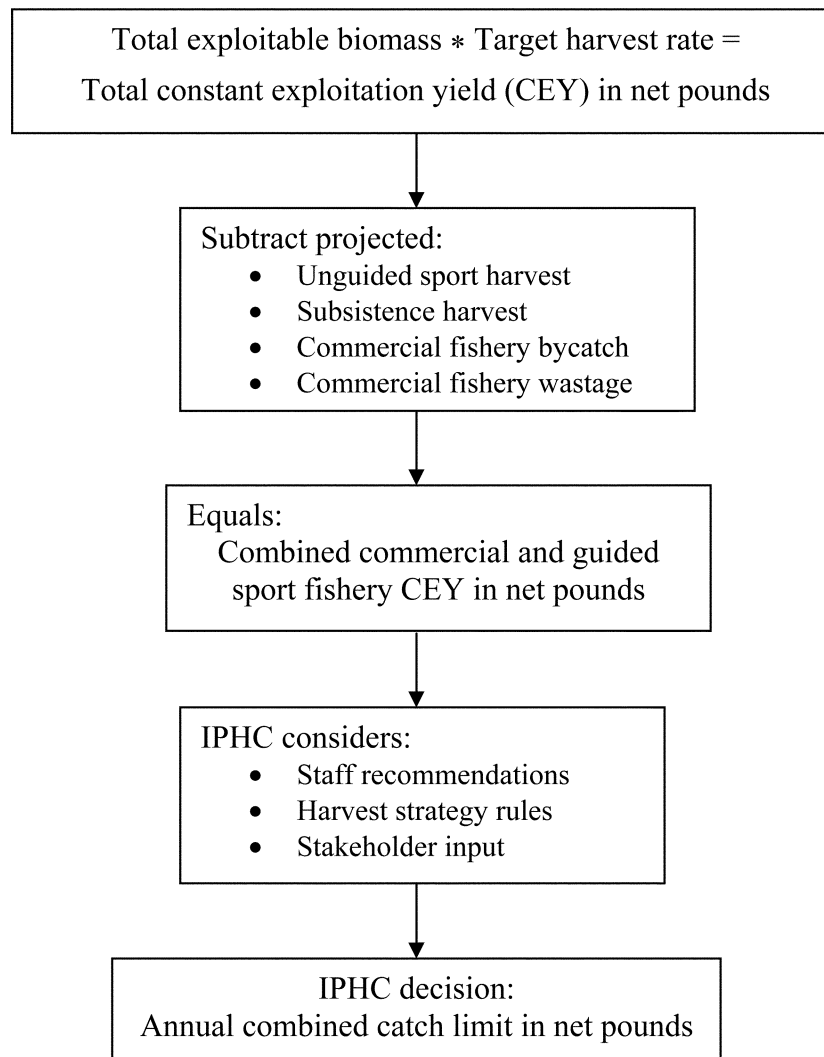 Total exploitable biomass * Target harvest rate =
Total constant exploitation yield (CEY) in net pounds
Subtract projected:
• Unguided sport harvest
• Subsistence harvest
• Commercial fishery bycatch
• Commercial fishery wastage
Equals:
Combined commercial and guided
sport fishery CEY in net pounds
IPHC considers:
• Staff recommendations
• Harvest strategy rules
• Stakeholder input
IPHC decision:
Annual combined catch limit in net pounds